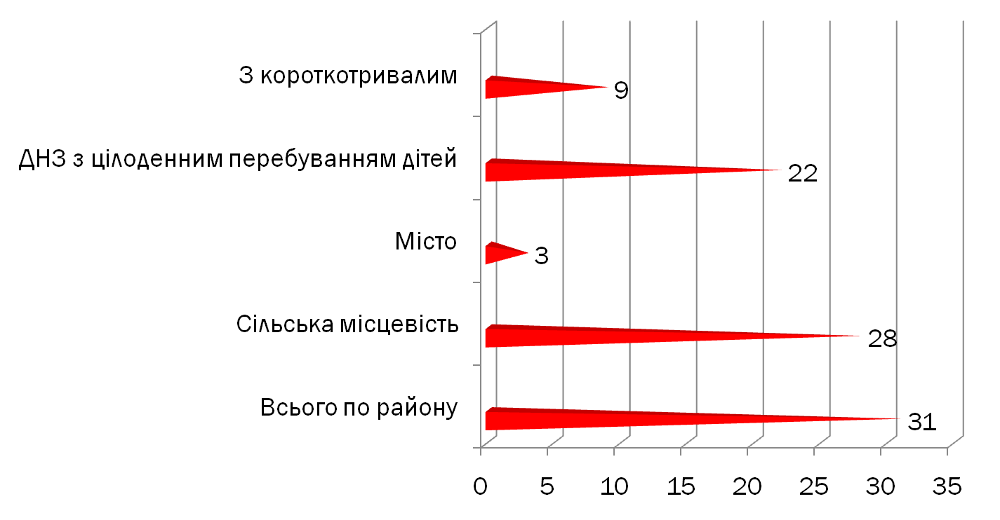 З короткотривалим
9
ДНЗ з цілоденним перебуванням дітей
22
Місто
3
Сільська місцевість
28
Всього по району
31
0 5 10 15 20 25 30 35